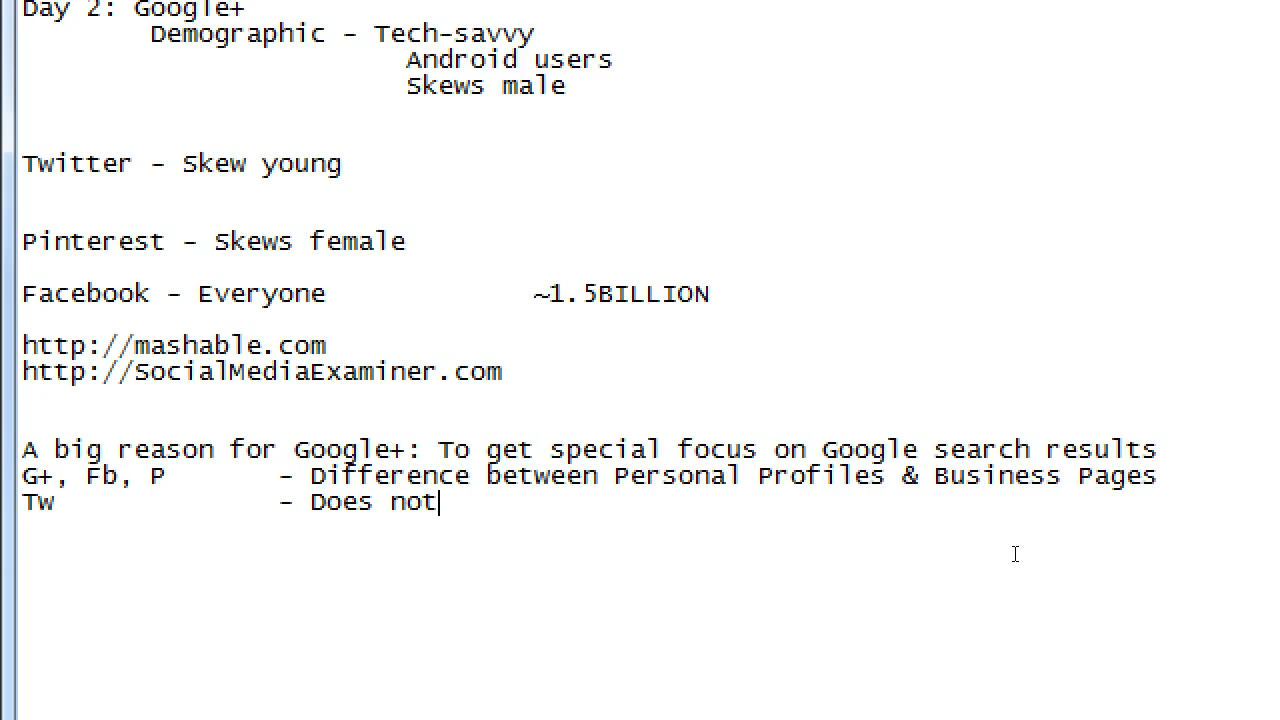 Day 2: Google+
Demographic - Tech-savvy
Android users
Skews male
Twitter - Skew young
Pinterest - Skews female
Facebook - Everyone ~1.5BILLION
http://mashable.com
http://SocialMediaExaminer.com
A big reason for Google+: To get special focus on Google search results
G+, Fb, P - Difference between Personal Profiles & Business Pages
Tw - Does not